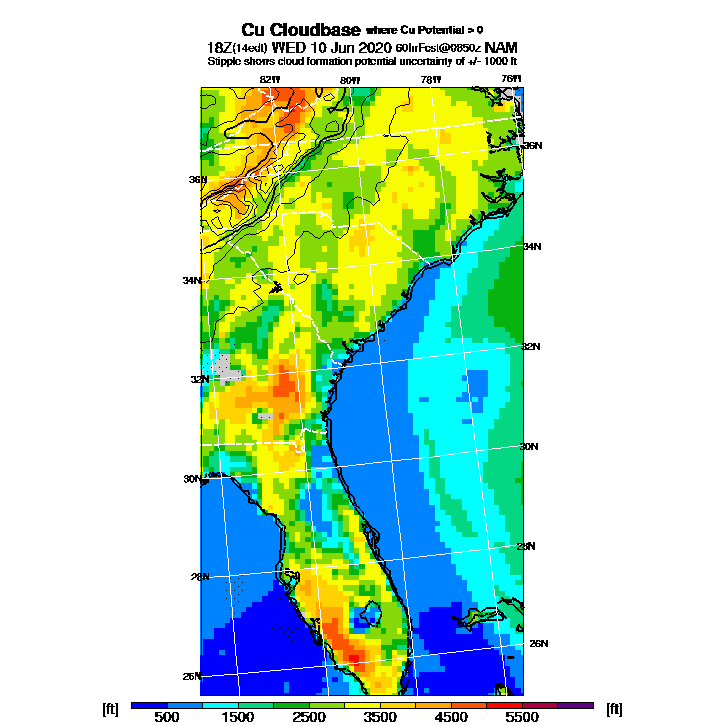 Cu Cloudbase where Cu Potential > 0
18Z(14edt) WED 10 Jun 2020 60hrFcst@0850z NAM
Stipple shows cloud formation potential uncertainty of +/- 1000 ft
82W 80W 78W 76W
36N
36N
34N
34N
32N
32N
30N
30N
28N
28N
26N
26N
[ft] 500 1500 2500 3500 4500 5500 [ft]